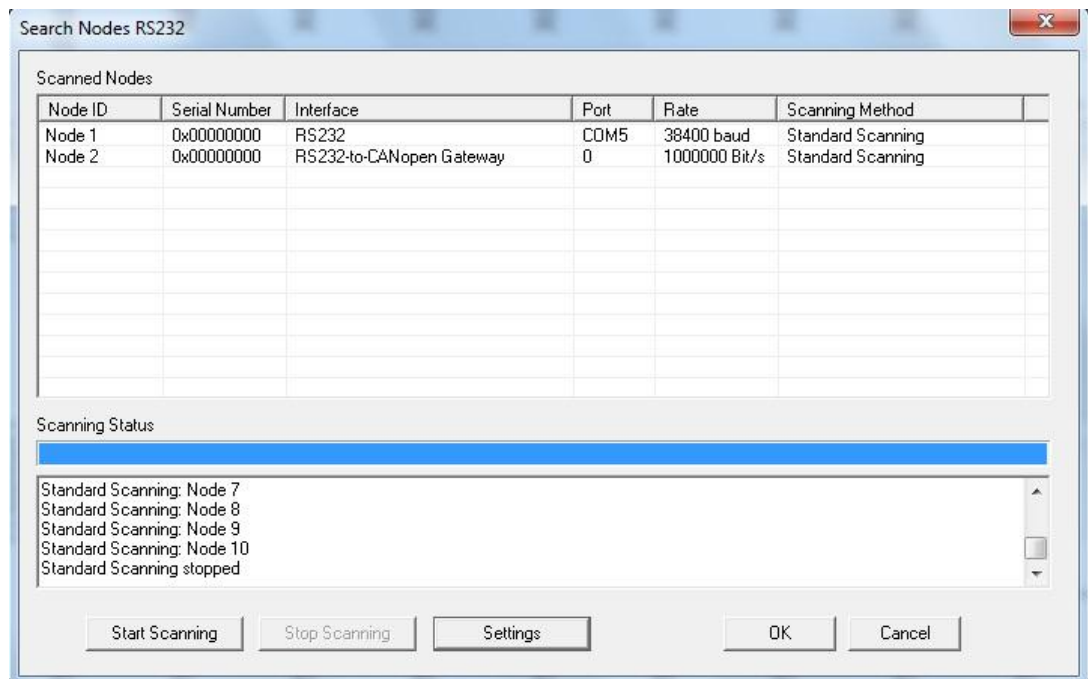 Search Nodes RS232
Scanned Nodes
Node ID Serial Number Interface Port Rate Scanning Method
Node 1 0x00000000 RS232 COM5 38400 baud Standard Scanning
Node 2 0x00000000 RS232-to-CANopen Gateway 0 1000000 Bit/s Standard Scanning
Scanning Status
Standard Scanning: Node 7
Standard Scanning: Node 8
Standard Scanning: Node 9
Standard Scanning: Node 10
Standard Scanning stopped
Start Scanning Stop Scanning Settings OK Cancel